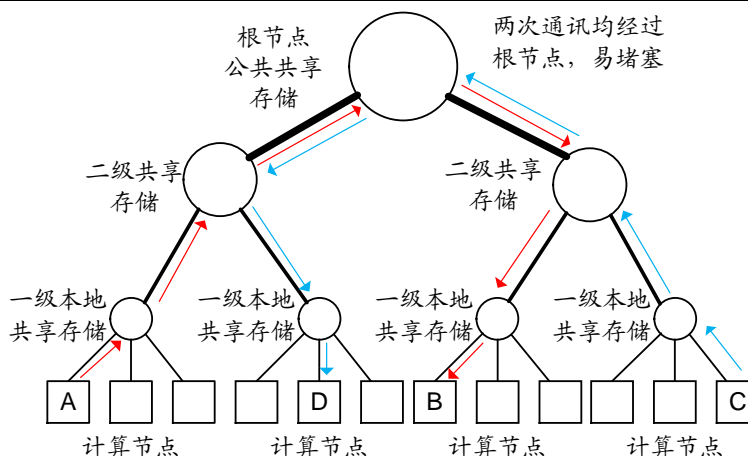 根节点
公共共享
存储
两次通讯均经过
根节点，易堵塞
二级共享
存储
二级共享
存储
一级本地
共享存储
一级本地
共享存储
一级本地
共享存储
一级本地
共享存储
A
D
B
C
计算节点
计算节点
计算节点
计算节点